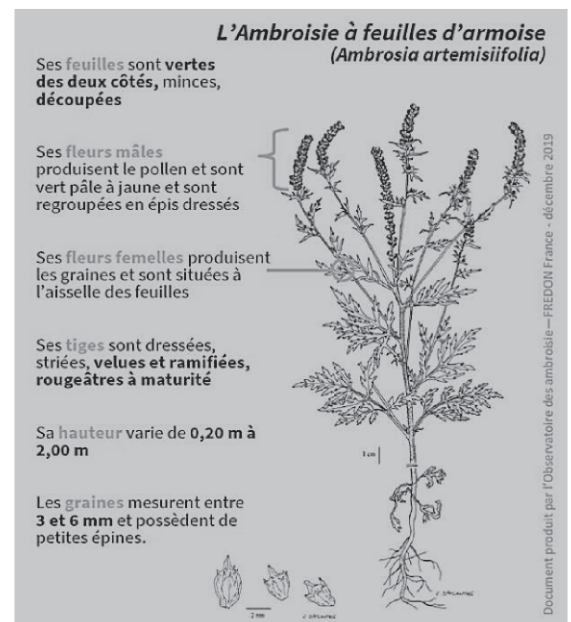 L'Ambroisie à feuilles d'armoise
(Ambrosia artemisiifolia)
Ses feuilles sont vertes
des deux côtés, minces,
découpées
Ses fleurs mâles
produisent le pollen et sont
vert pâle à jaune et sont
regroupées en épis dressés
Ses fleurs femelles produisent
les graines et sont situées à
l'aisselle des feuilles
Ses tiges sont dressées,
striées, velues et ramifiées,
rougeâtres à maturité
Sa hauteur varie de 0,20 m à
2,00 m
Les graines mesurent entre
3 et 6 mm et possèdent de
petites épines.
1 cm
2 mm
Document produit par l'Observatoire des ambroisie—FREDON France - décembre 2019